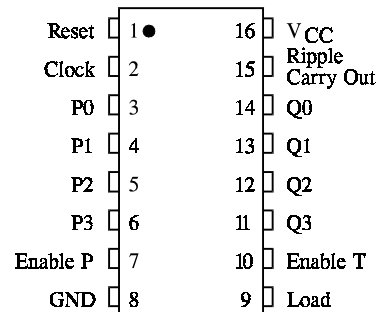 Reset 1 16 VCC
Clock 2 15 Ripple
Carry Out
P0 3 14 Q0
P1 4 13 Q1
P2 5 12 Q2
P3 6 11 Q3
Enable P 7 10 Enable T
GND 8 9 Load